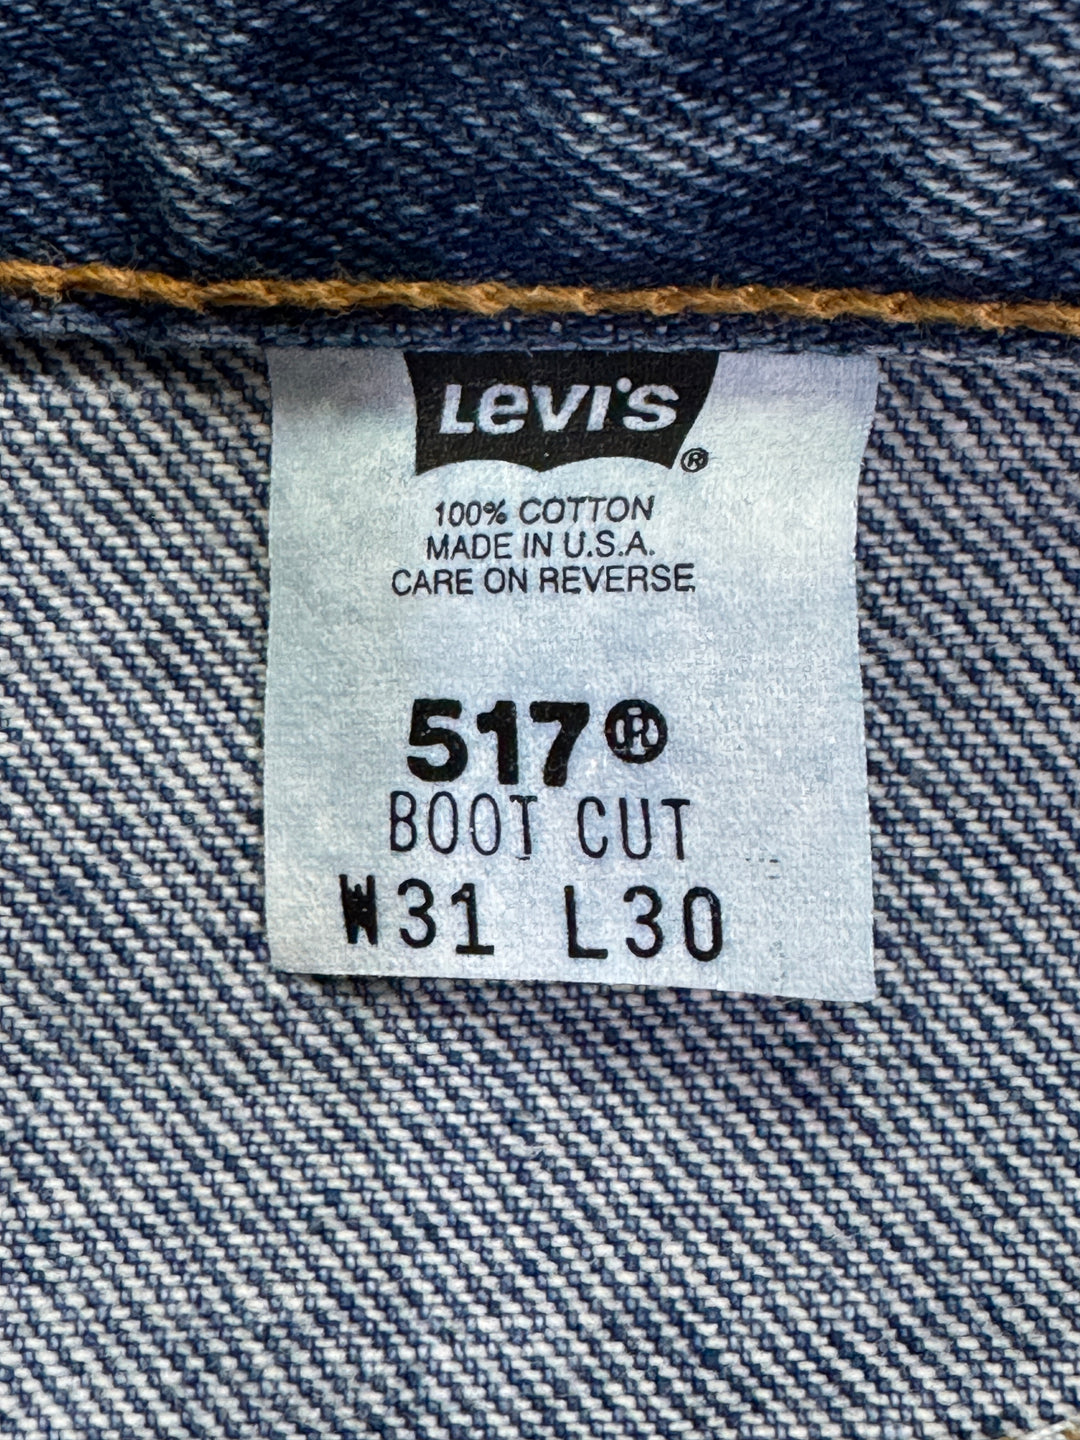 Levi's
®
100% COTTON
MADE IN U.S.A.
CARE ON REVERSE
517®
BOOT CUT
W31 L30